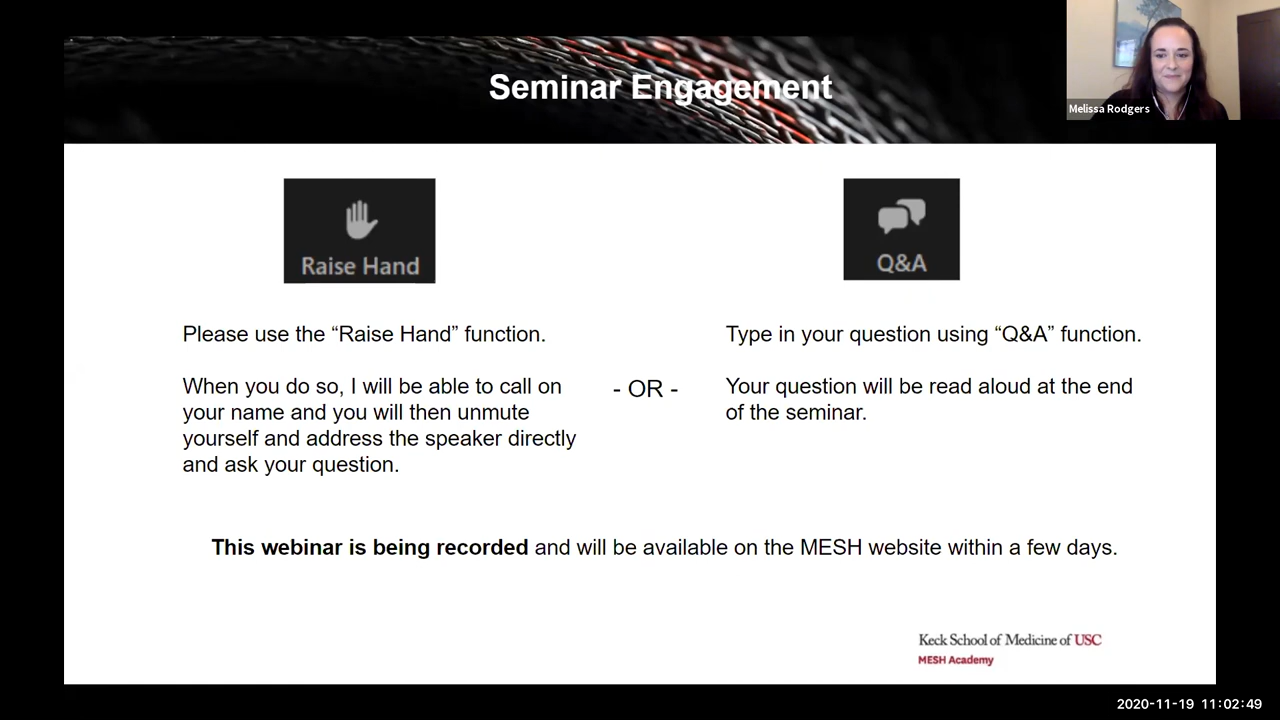 Seminar Engagement
Melissa Rodgers
Raise Hand
Q&A
Please use the “Raise Hand” function.
When you do so, I will be able to call on
your name and you will then unmute
yourself and address the speaker directly
and ask your question.
- OR -
Type in your question using “Q&A” function.
Your question will be read aloud at the end
of the seminar.
This webinar is being recorded and will be available on the MESH website within a few days.
Keck School of Medicine of USC
MESH Academy
2020-11-19 11:02:49